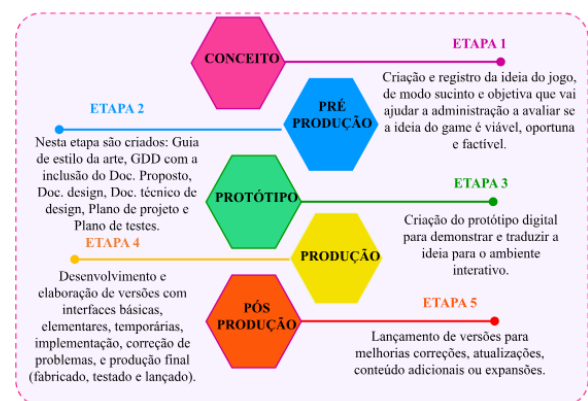 CONCEITO
ETAPA 1
Criação e registro da ideia do jogo,
de modo sucinto e objetiva que vai
ajudar a administração a avaliar se
a ideia do game é viável, oportuna
e factível.
ETAPA 2
PRÉ
PRODUÇÃO
Nesta etapa são criados: Guia
de estilo da arte, GDD com a
inclusão do Doc. Proposto,
Doc. design, Doc. técnico de
design, Plano de projeto e
Plano de testes.
PROTÓTIPO
ETAPA 3
Criação do protótipo digital
para demonstrar e traduzir a
ideia para o ambiente
interativo.
ETAPA 4
PRODUÇÃO
Desenvolvimento e
elaboração de versões com
interfaces básicas,
elementares, temporárias,
implementação, correção de
problemas, e produção final
(fabricado, testado e lançado).
PÓS
PRODUÇÃO
ETAPA 5
Lançamento de versões para
melhorias correções, atualizações,
conteúdo adicionais ou expansões.